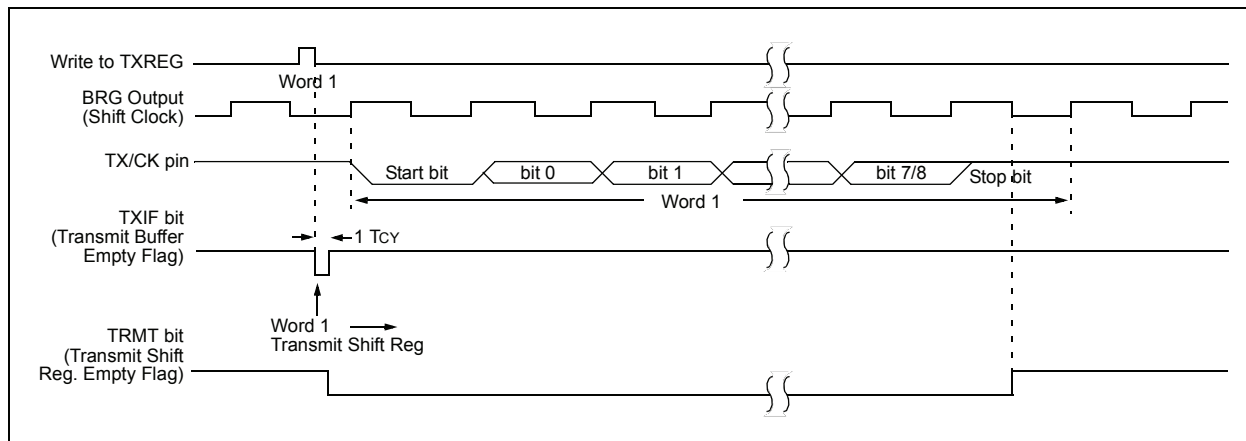 Write to TXREG
Word 1
BRG Output
(Shift Clock)
TX/CK pin
Start bit
bit 0
bit 1
bit 7/8
Stop bit
Word 1
TXIF bit
(Transmit Buffer
Empty Flag)
1 TCY
Word 1
Transmit Shift Reg
TRMT bit
(Transmit Shift
Reg. Empty Flag)